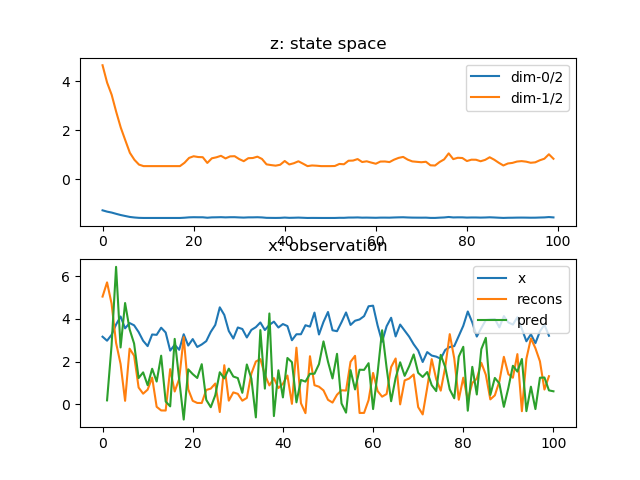 z: state space
4
2
0
dim-0/2
dim-1/2
0 20 40 60 80 100
x: observation
6
4
2
0
x
recons
pred
0 20 40 60 80 100